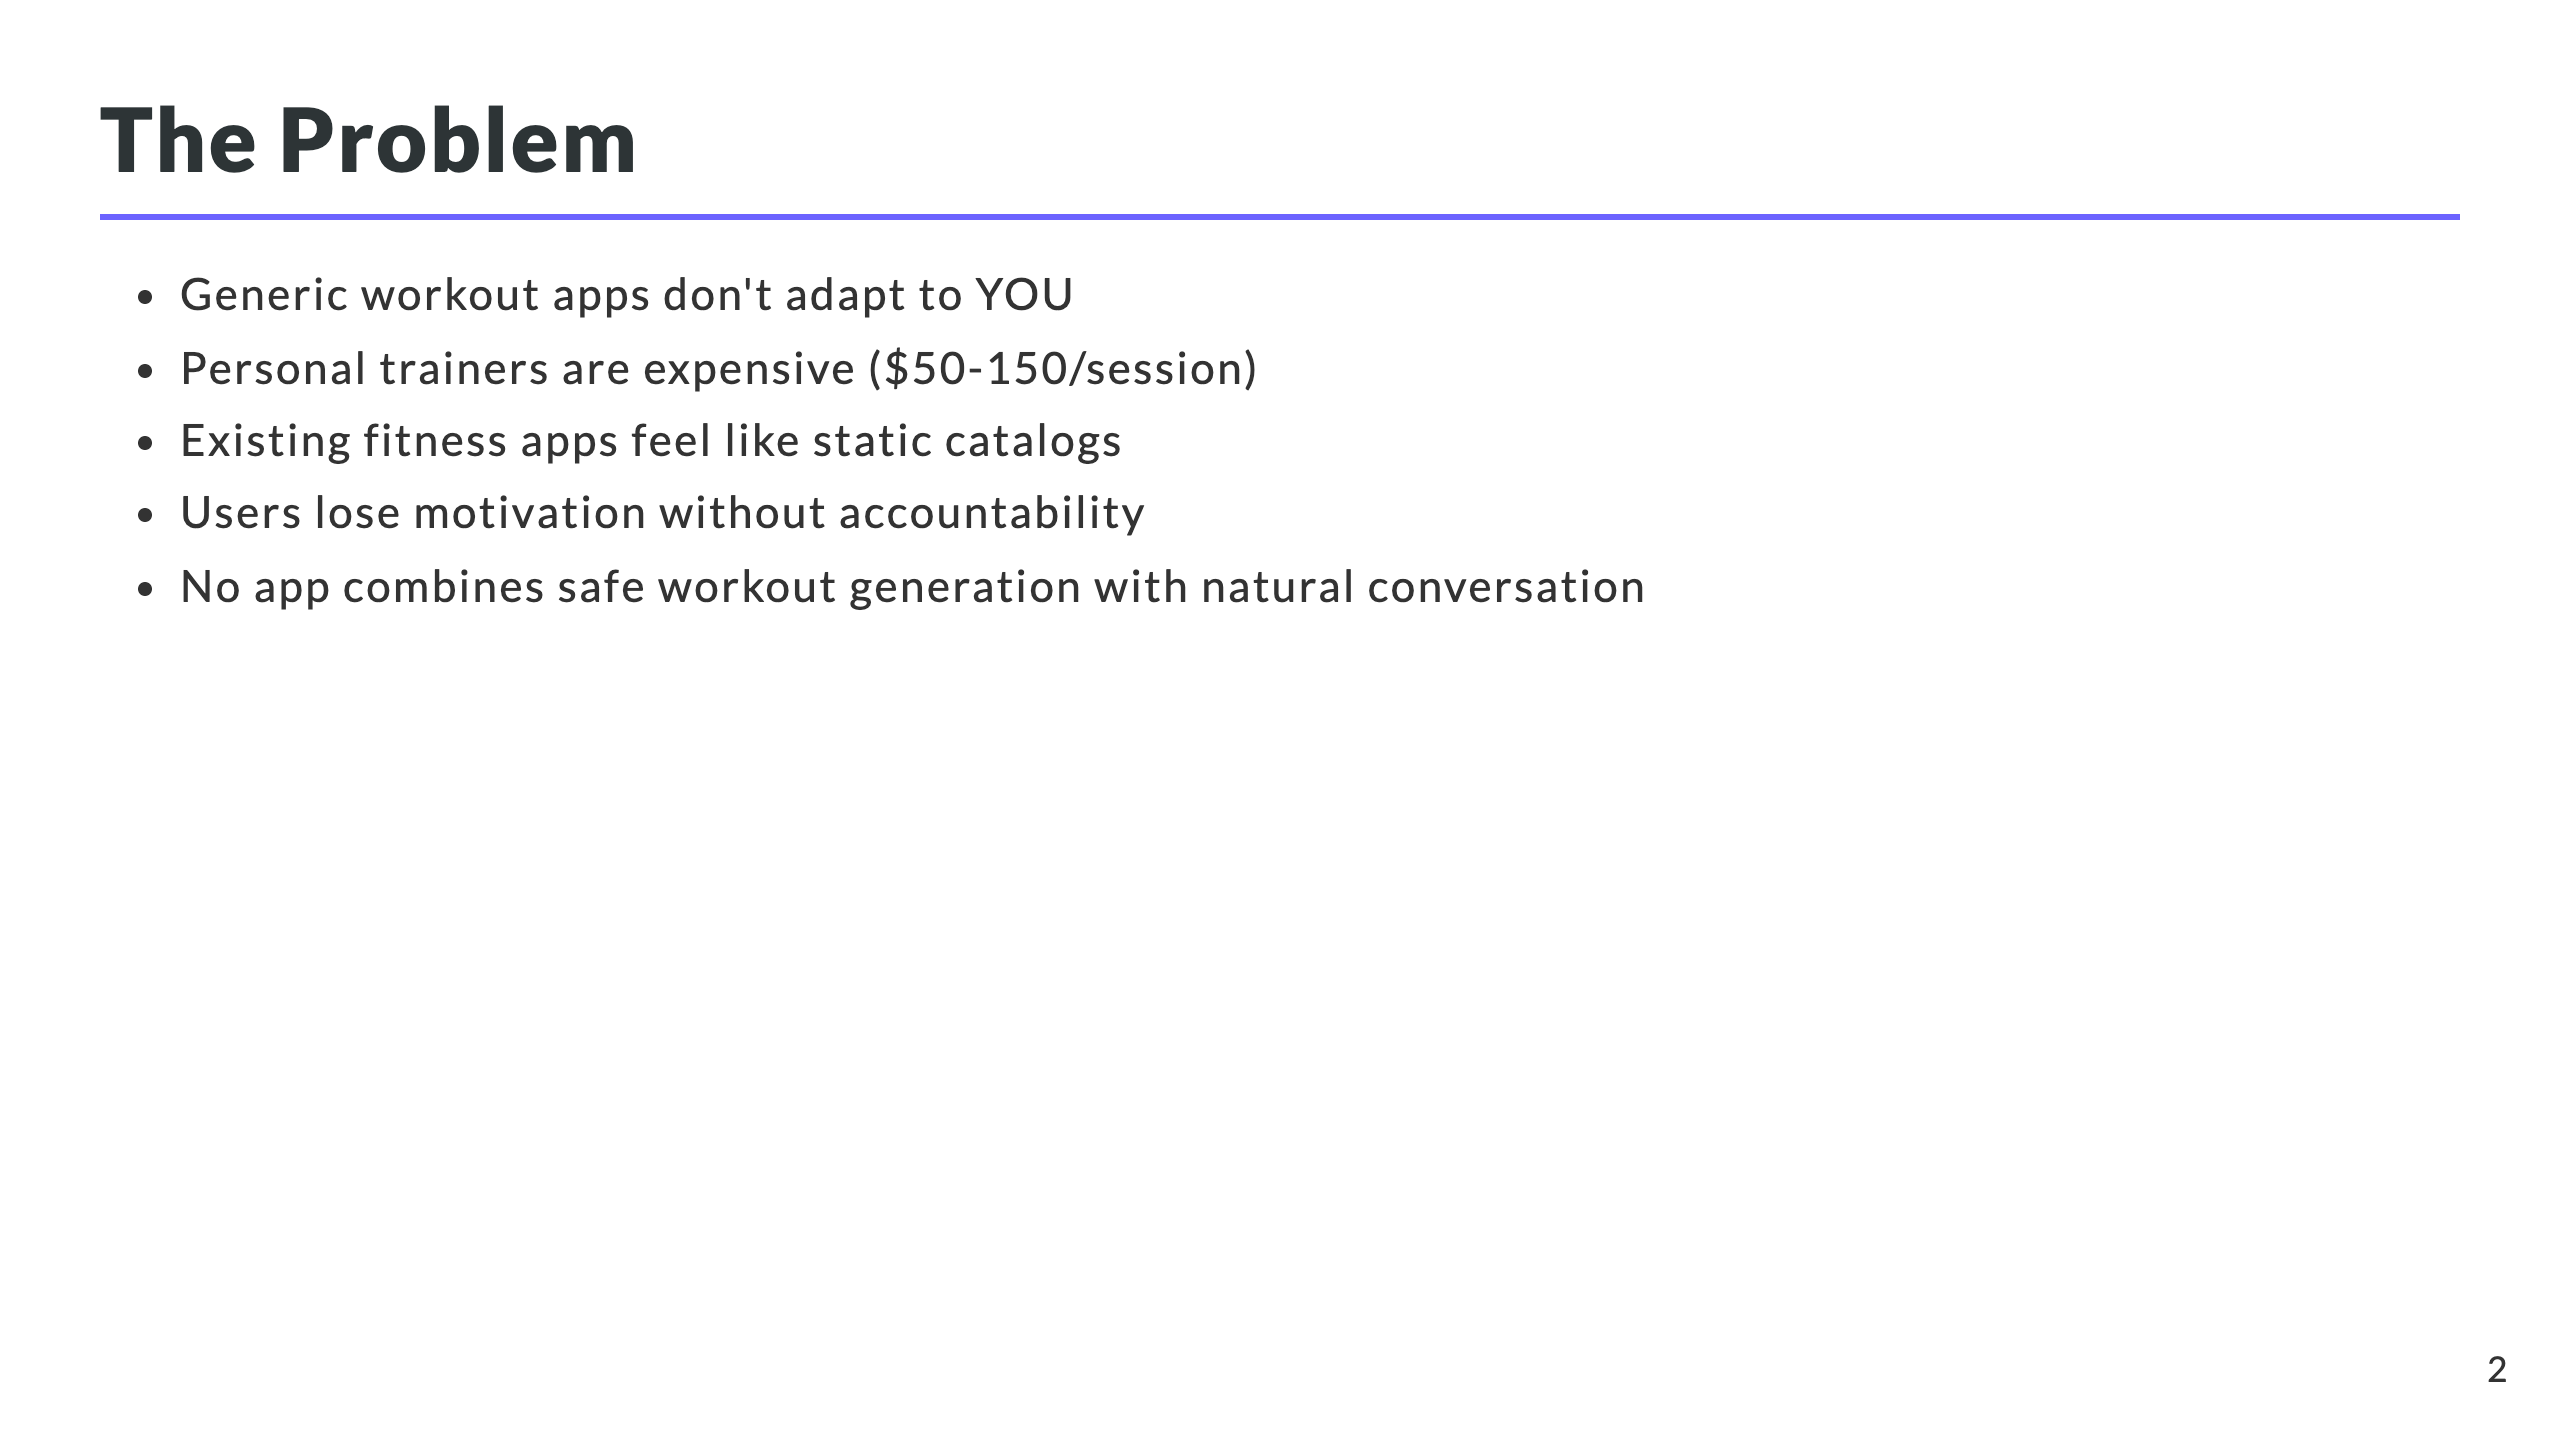 The Problem
• Generic workout apps don't adapt to YOU
• Personal trainers are expensive ($50-150/session)
• Existing fitness apps feel like static catalogs
• Users lose motivation without accountability
• No app combines safe workout generation with natural conversation
2